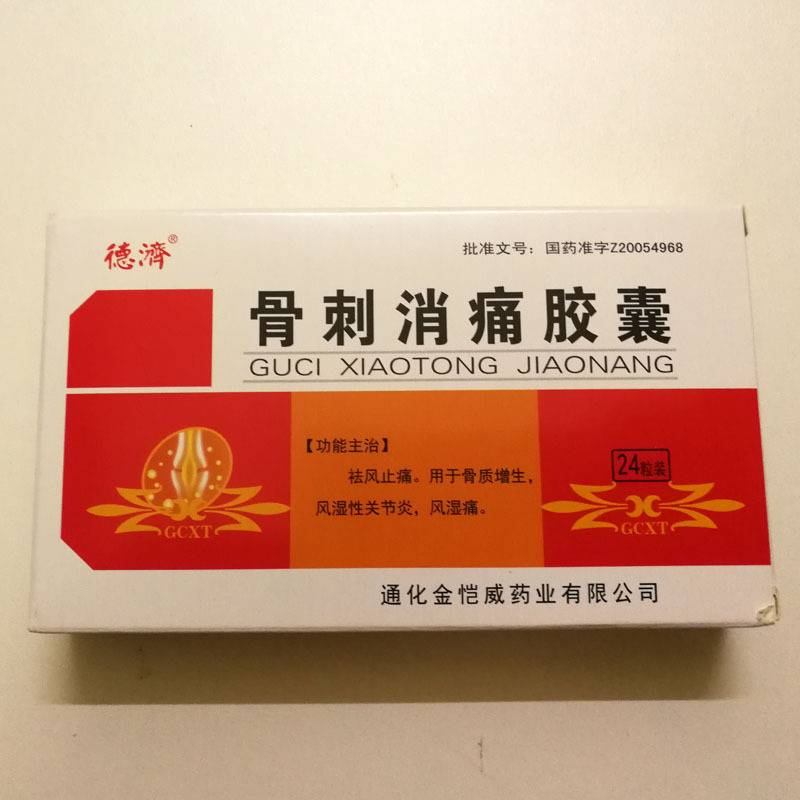 德濟®
批准文号：国药准字Z20054968
骨刺消痛胶囊
GUCI XIAOTONG JIAONANG
【功能主治】
祛风止痛。用于骨质增生，
风湿性关节炎，风湿痛。
24粒装
GCXT
GCXT
通化金恺威药业有限公司